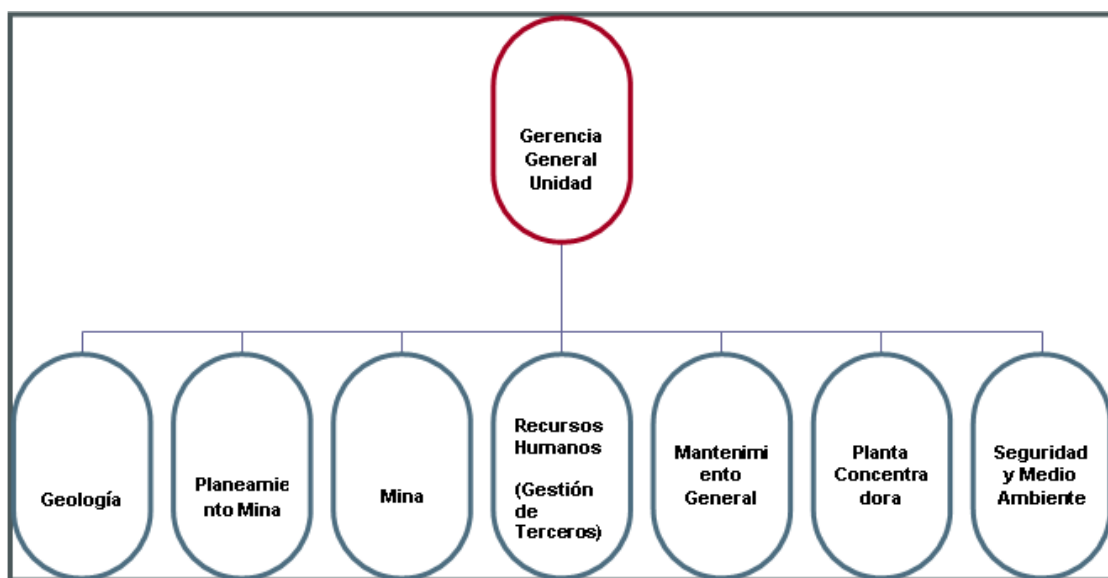 Gerencia
General
Unidad
Geología
Planeamie
nto Mina
Mina
Recursos
Humanos
(Gestión
de
Terceros)
Mantenimi
ento
General
Planta
Concentra
dora
Seguridad
y Medio
Ambiente